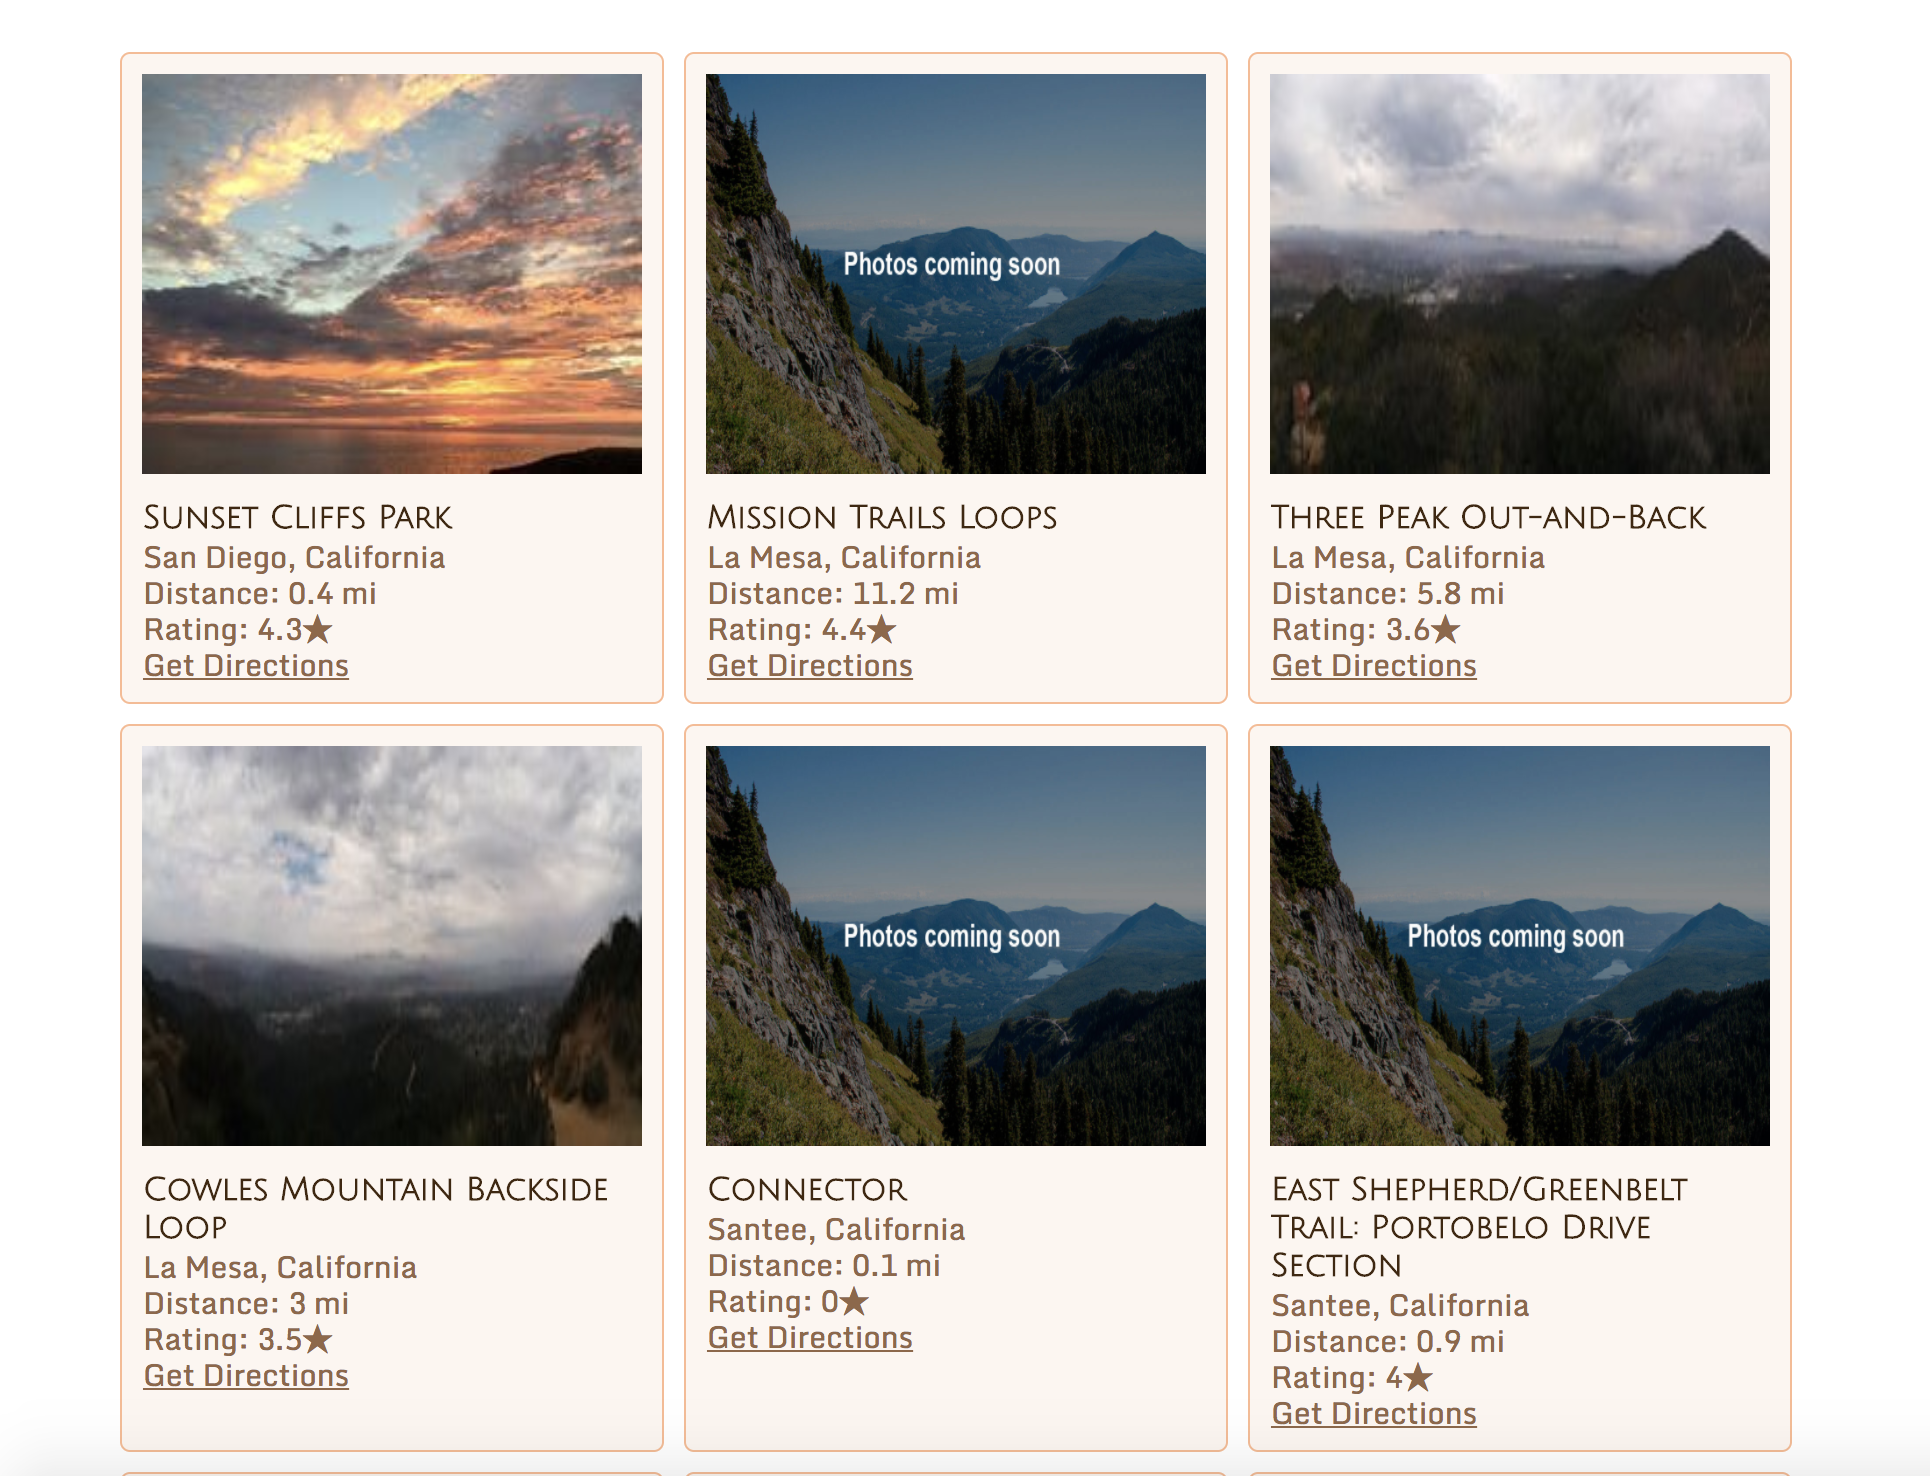 Photos coming soon
Sunset Cliffs Park
San Diego, California
Distance: 0.4 mi
Rating: 4.3★
Get Directions
Mission Trails Loops
La Mesa, California
Distance: 11.2 mi
Rating: 4.4★
Get Directions
Three Peak Out-and-Back
La Mesa, California
Distance: 5.8 mi
Rating: 3.6★
Get Directions
Photos coming soon
Photos coming soon
Cowles Mountain Backside
Loop
La Mesa, California
Distance: 3 mi
Rating: 3.5★
Get Directions
Connector
Santee, California
Distance: 0.1 mi
Rating: 0★
Get Directions
East Shepherd/Greenbelt
Trail: Portobelo Drive
Section
Santee, California
Distance: 0.9 mi
Rating: 4★
Get Directions